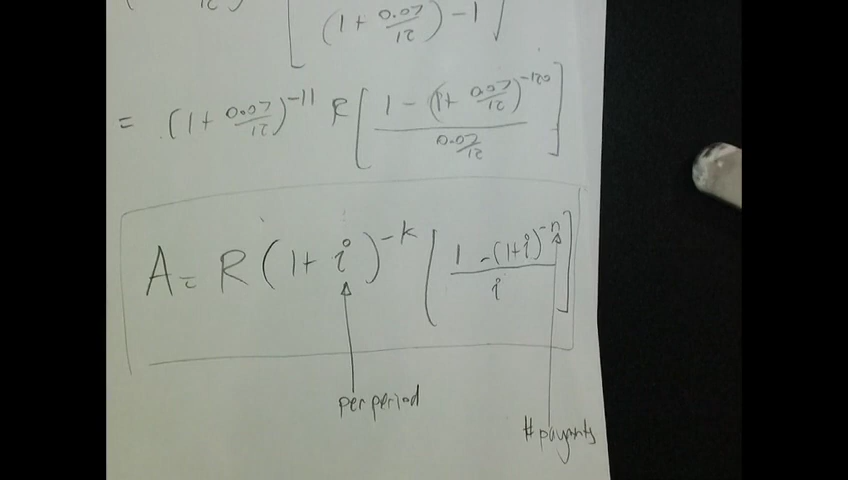 (1 + 0.07/12) - 1
= (1 + 0.07/12)^-11 R [ 1 - (1 + 0.07/12)^-120 / 0.07/12 ]
A = R (1 + i)^-k [ 1 - (1+i)^-n / i ]
per period
# paymnts